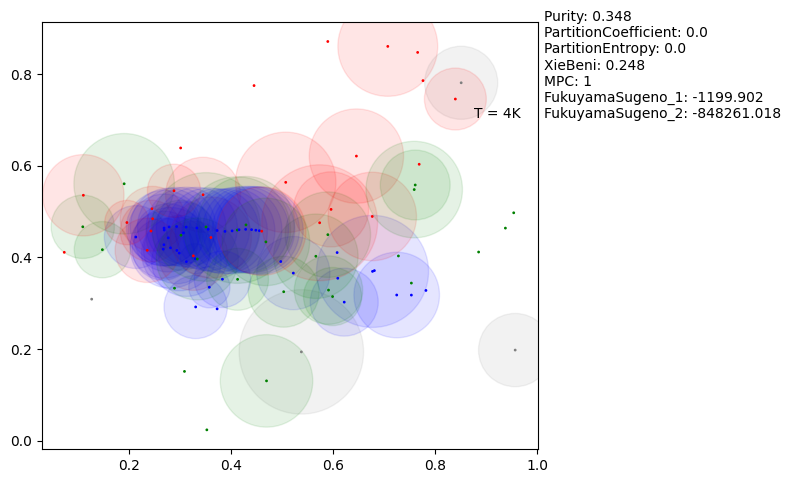 Purity: 0.348
PartitionCoefficient: 0.0
PartitionEntropy: 0.0
XieBeni: 0.248
MPC: 1
FukuyamaSugeno_1: -1199.902
FukuyamaSugeno_2: -848261.018
T = 4K
0.8
0.6
0.4
0.2
0.0
0.2
0.4
0.6
0.8
1.0